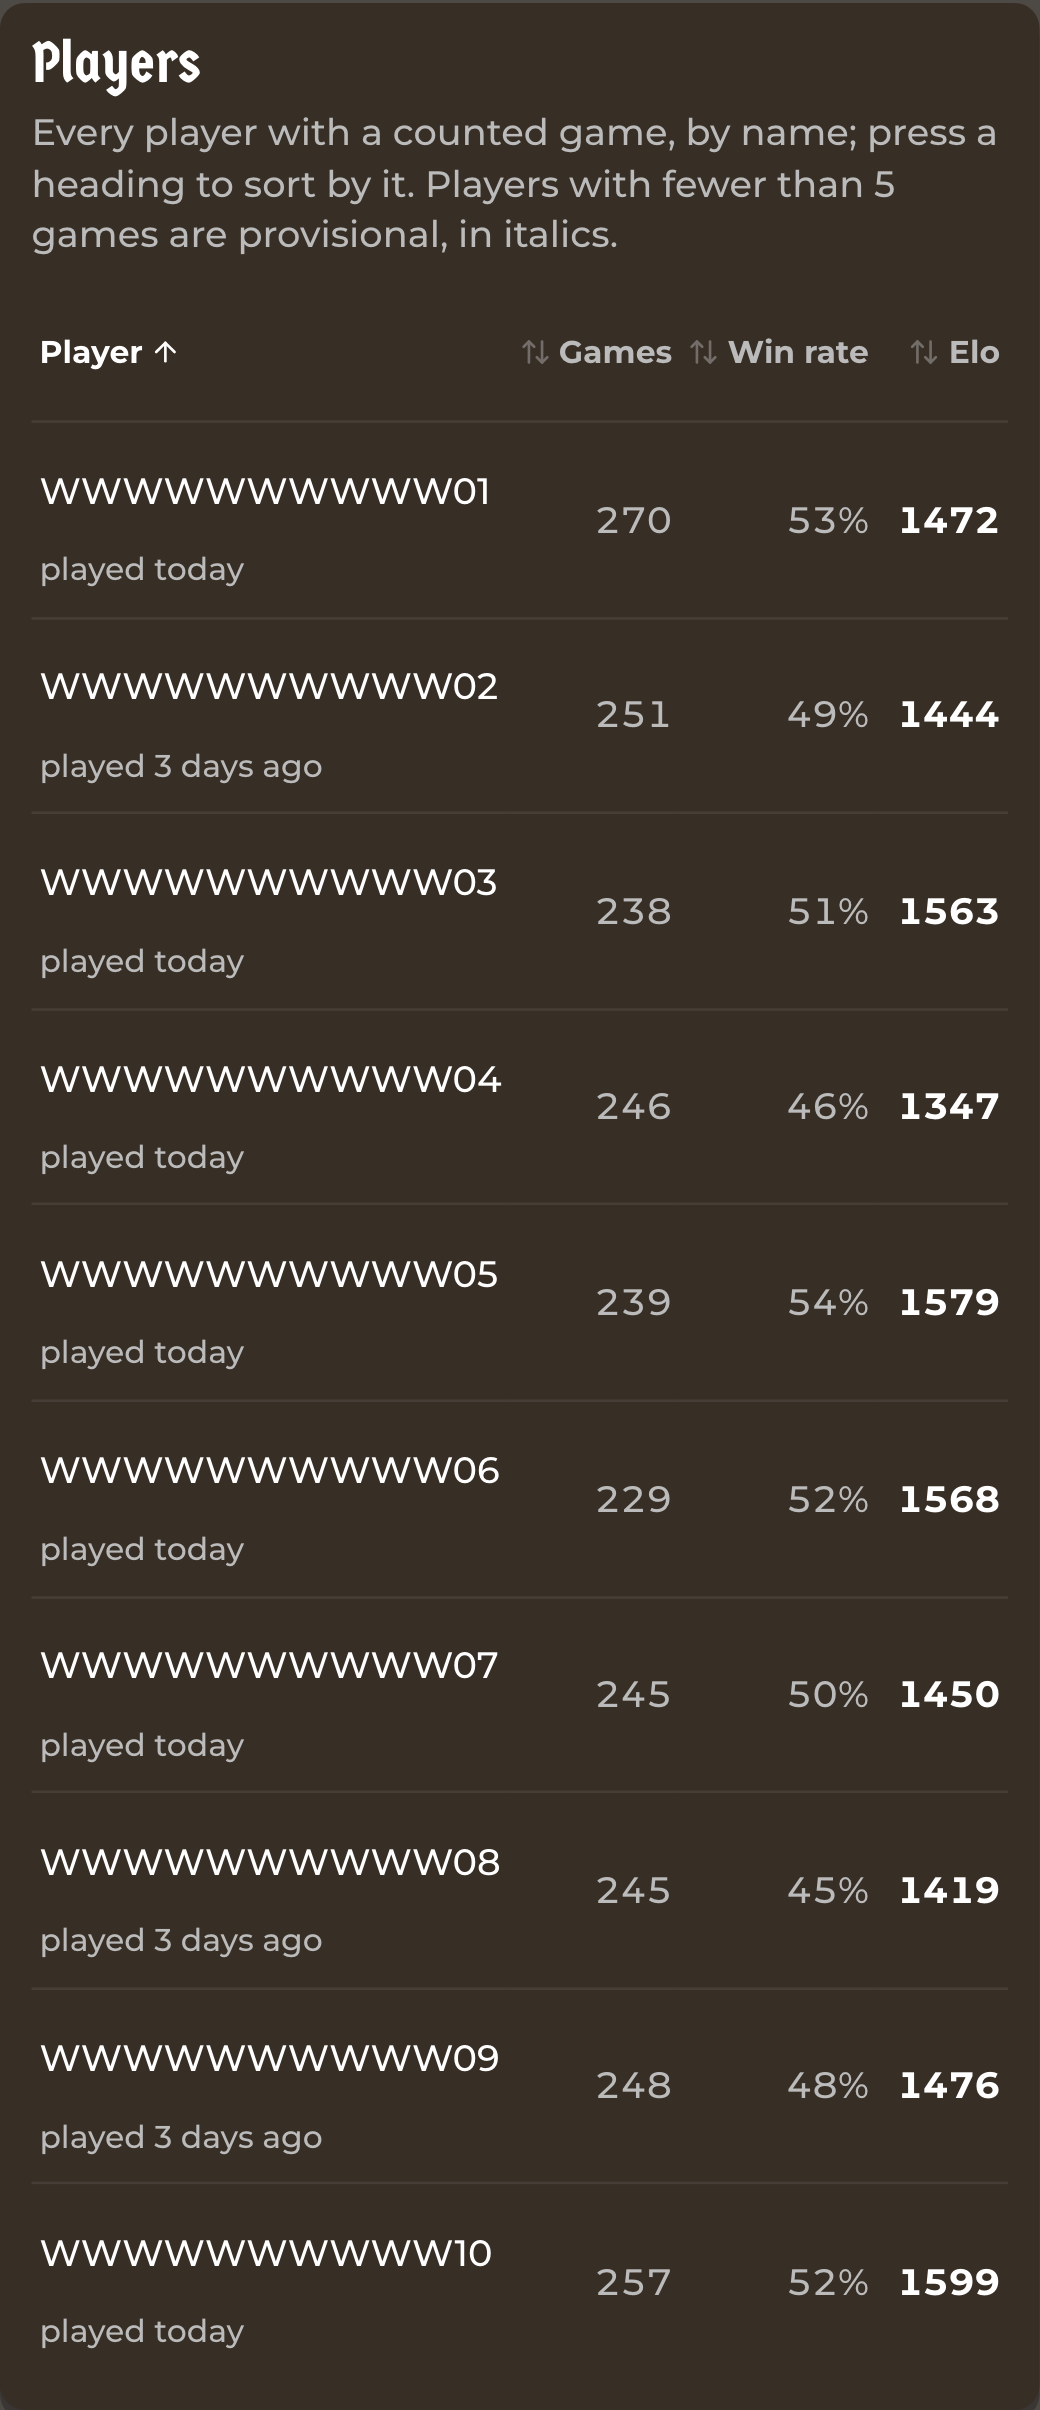 Players
Every player with a counted game, by name; press a
heading to sort by it. Players with fewer than 5
games are provisional, in italics.
Player ↑ ↑↓ Games ↑↓ Win rate ↑↓ Elo
WWWWWWWWWW01
270 53% 1472
played today
WWWWWWWWWW02
251 49% 1444
played 3 days ago
WWWWWWWWWW03
238 51% 1563
played today
WWWWWWWWWW04
246 46% 1347
played today
WWWWWWWWWW05
239 54% 1579
played today
WWWWWWWWWW06
229 52% 1568
played today
WWWWWWWWWW07
245 50% 1450
played today
WWWWWWWWWW08
245 45% 1419
played 3 days ago
WWWWWWWWWW09
248 48% 1476
played 3 days ago
WWWWWWWWWW10
257 52% 1599
played today